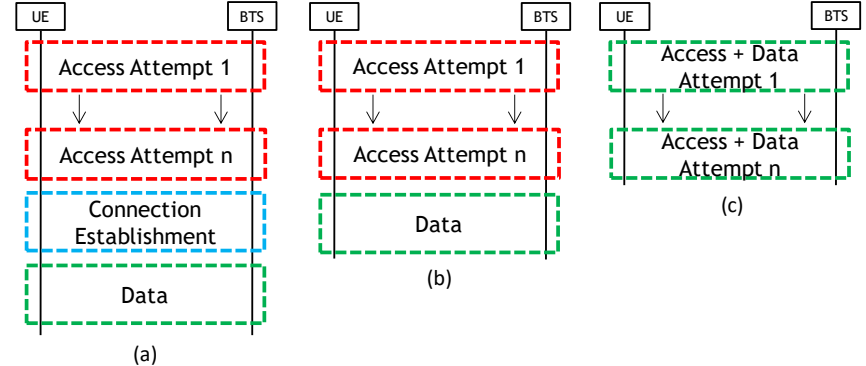 UE
BTS
Access Attempt 1
Access Attempt n
Connection
Establishment
Data
(a)
UE
BTS
Access Attempt 1
Access Attempt n
Data
(b)
UE
BTS
Access + Data
Attempt 1
Access + Data
Attempt n
(c)